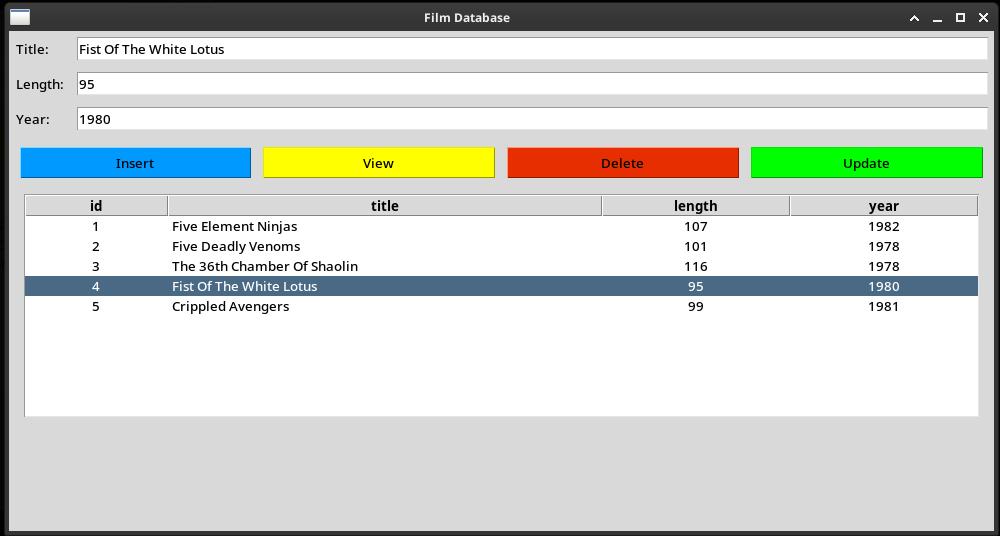 Film Database
Title: Fist Of The White Lotus
Length: 95
Year: 1980
Insert View Delete Update
id title length year
1 Five Element Ninjas 107 1982
2 Five Deadly Venoms 101 1978
3 The 36th Chamber Of Shaolin 116 1978
4 Fist Of The White Lotus 95 1980
5 Crippled Avengers 99 1981